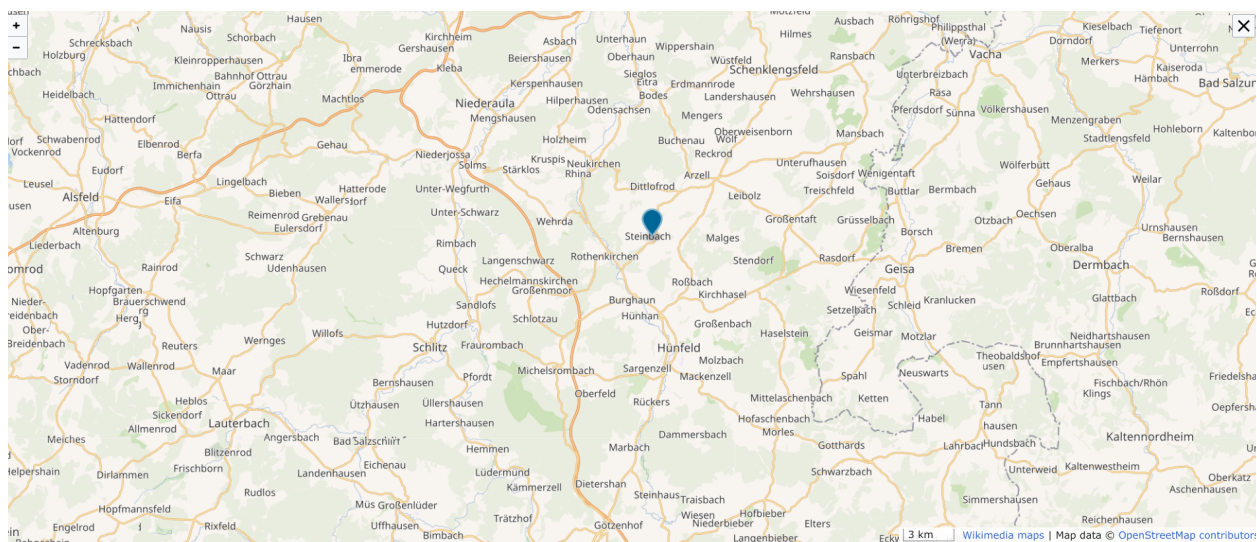 +
−
Nausis
Hausen
Schorbach
Schrecksbach
Holzburg
Kleinropperhausen
Bahnhof Ottrau
Immichenhain
Görzhain
Ottrau
Heidelbach
Hattendorf
Machtlos
Ibra
Gershausen
Kirchheim
Kleba
Asbach
Beiershausen
Unterhaun
Oberhaun
Wippershain
Sieglos
Eitra
Bodes
Kerspenhausen
Hilperhausen
Odensachsen
Erdmannrode
Wüstfeld
Schenklengsfeld
Landershausen
Wehrshausen
Hilmes
Ausbach
Ransbach
Röhrigshof
Philippsthal
(Werra)
Vacha
Unterbreizbach
Räsa
Pferdsdorf
Sünna
Völkershausen
Dorndorf
Kieselbach
Tiefenort
Merkers
Unterrohn
Kaiseroda
Hämbach
Bad Salzun
Menzengraben
Stadtlengsfeld
Hohleborn
Niederaula
Mengshausen
Mengers
Oberweisenborn
Buchenau
Wölf
Reckrod
Arzell
Mansbach
Unterufhausen
Soisdorf
Wenigentaft
Treischfeld
Buttlar
Bermbach
Wölferbütt
Gehaus
Weilar
Schwabenrod
Vockenrod
Elbenrod
Berfa
Gehau
Niederjossa
Solms
Holzheim
Kruspis
Stärklos
Neukirchen
Rhina
Dittlofrod
Leibolz
Leusel
Eudorf
Alsfeld
Eifa
Lingelbach
Bieben
Hatterode
Reimenrod
Grebenau
Eulersdorf
Unter-Wegfurth
Unter-Schwarz
Wehrda
Steinbach
Malges
Großentaft
Grüsselbach
Borsch
Otzbach
Oechsen
Urnshausen
Bernshausen
Altenburg
Liederbach
Rimbach
Langenschwarz
Rothenkirchen
Stendorf
Rasdorf
Bremen
Oberalba
Dermbach
Geisa
Schwarz
Udenhausen
Rainrod
Queck
Hechelmannskirchen
Großenmoor
Roßbach
Kirchhasel
Wiesenfeld
Schleid
Kranlucken
Glattbach
Roßdorf
Hopfgarten
Brauerschwend
Sandlofs
Burghaun
Hünhan
Setzelbach
Willofs
Hutzdorf
Schlotzau
Großenbach
Haselstein
Geismar
Motzlar
Neidhartshausen
Brunnhartshausen
Reuters
Wernges
Schlitz
Fraurombach
Hünfeld
Molzbach
Empfertshausen
Vadenrod
Wallenrod
Maar
Storndorf
Pfordt
Michelsrombach
Sargenzell
Mackenzell
Spahl
Neuswarts
Fischbach/Rhön
Klings
Bernshausen
Oberfeld
Rückers
Mittelaschenbach
Ketten
Tann
Heblos
Sickendorf
Allmenrod
Lauterbach
Ützhausen
Üllershausen
Hartershausen
Hofaschenbach
Morles
Habel
Meiches
Angersbach
Bad Salzschlirf
Dammersbach
Gotthards
Lahrbach
Hundsbach
Kaltennordheim
Blitzenrod
Hemmen
Marbach
Frischborn
Dirlammen
Landenhausen
Eichenau
Lüdermund
Schwarzbach
Unterweid
Kaltenwestheim
Oberkatz
Aschenhausen
Rudlos
Kämmerzell
Dietershan
Steinhaus
Traisbach
Simmershausen
Hopfmannsfeld
Müs
Großenlüder
Wiesen
Hofbieber
Reichenhausen
Engelrod
Rixfeld
Uffhausen
Bimbach
Trätzhof
Götzenhof
Niederbieber
Elters
Langenbieber
3 km
Wikimedia maps | Map data © OpenStreetMap contributor